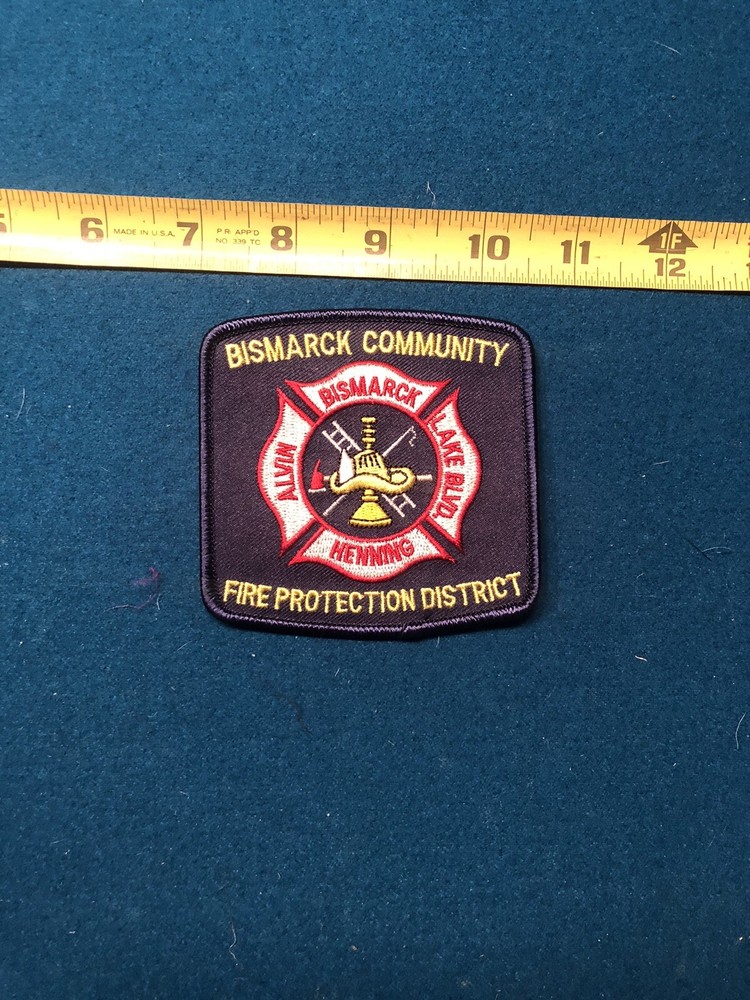 5 6 MADE IN U.S.A. 7 P.R. APP'D 8 9 10 11 1F
NO. 339 TC 12
BISMARCK COMMUNITY
BISMARCK
ALVIN
LAKE BLVD.
HENNING
FIRE PROTECTION DISTRICT